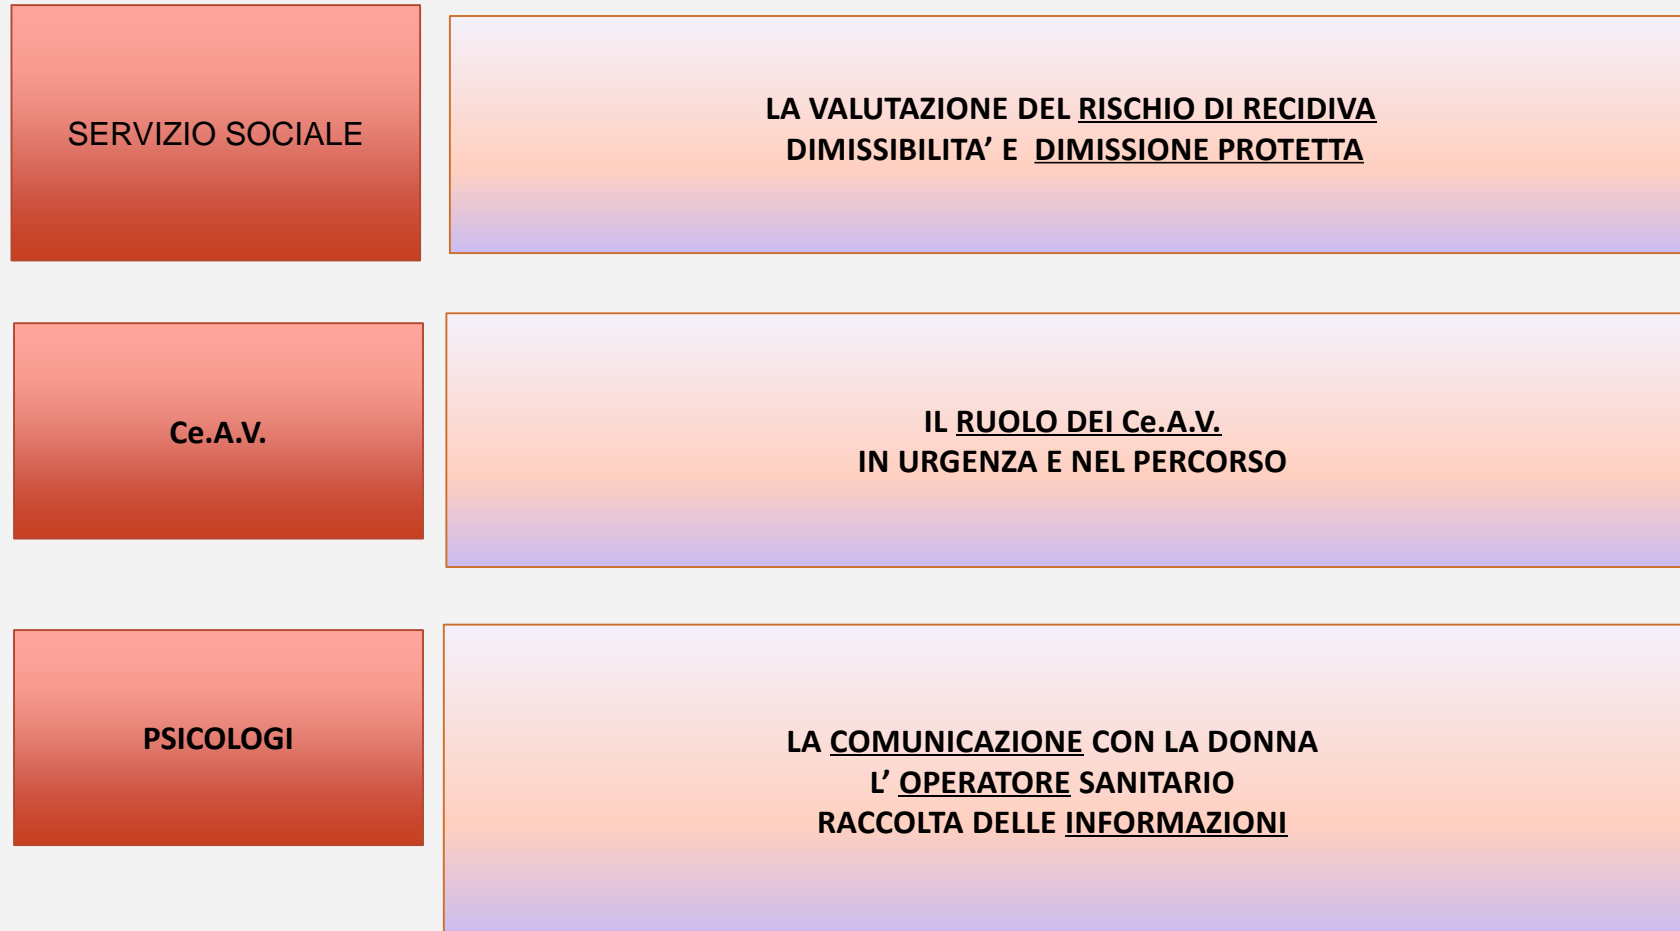 SERVIZIO SOCIALE
LA VALUTAZIONE DEL RISCHIO DI RECIDIVA
DIMISSIBILITA’ E DIMISSIONE PROTETTA
Ce.A.V.
IL RUOLO DEI Ce.A.V.
IN URGENZA E NEL PERCORSO
PSICOLOGI
LA COMUNICAZIONE CON LA DONNA
L’ OPERATORE SANITARIO
RACCOLTA DELLE INFORMAZIONI